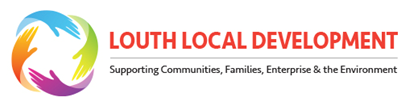 LOUTH LOCAL DEVELOPMENT
Supporting Communities, Families, Enterprise & the Environment